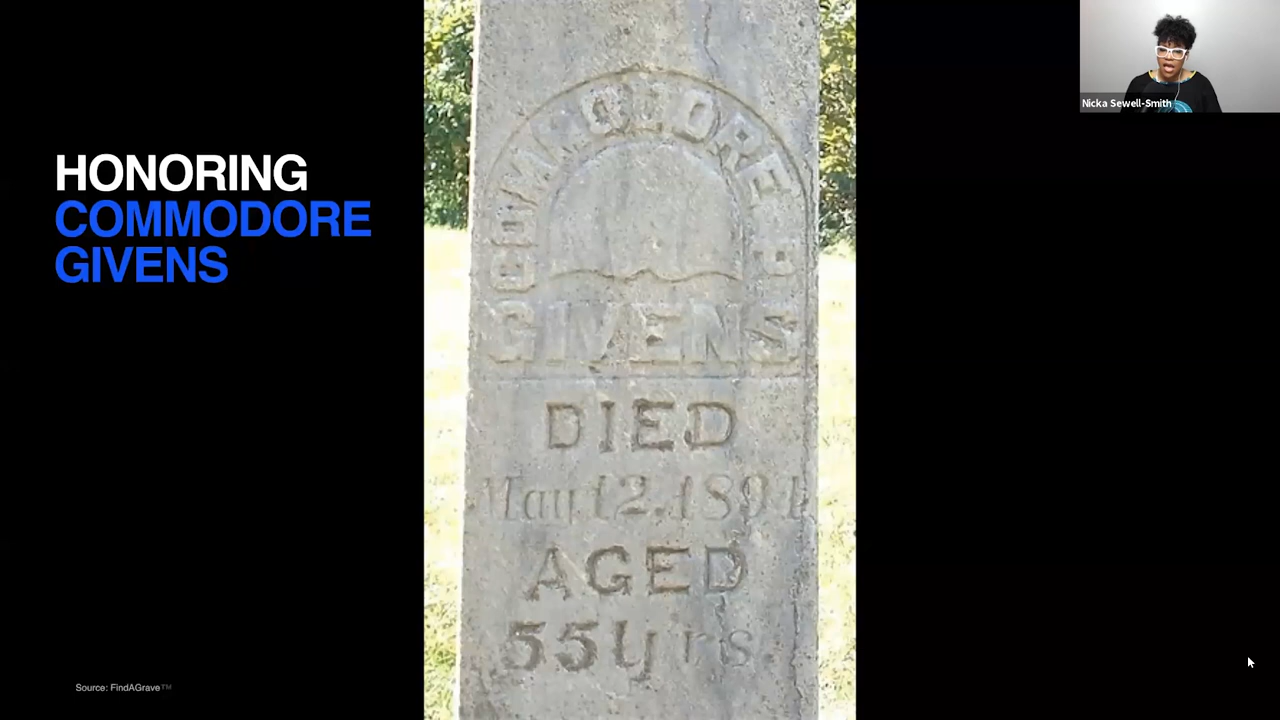 HONORING
COMMODORE
GIVENS
COMMODORE P.
GIVENS
DIED
May 12.1891.
AGED
55 yrs.
Source: FindAGrave™
Nicka Sewell-Smith